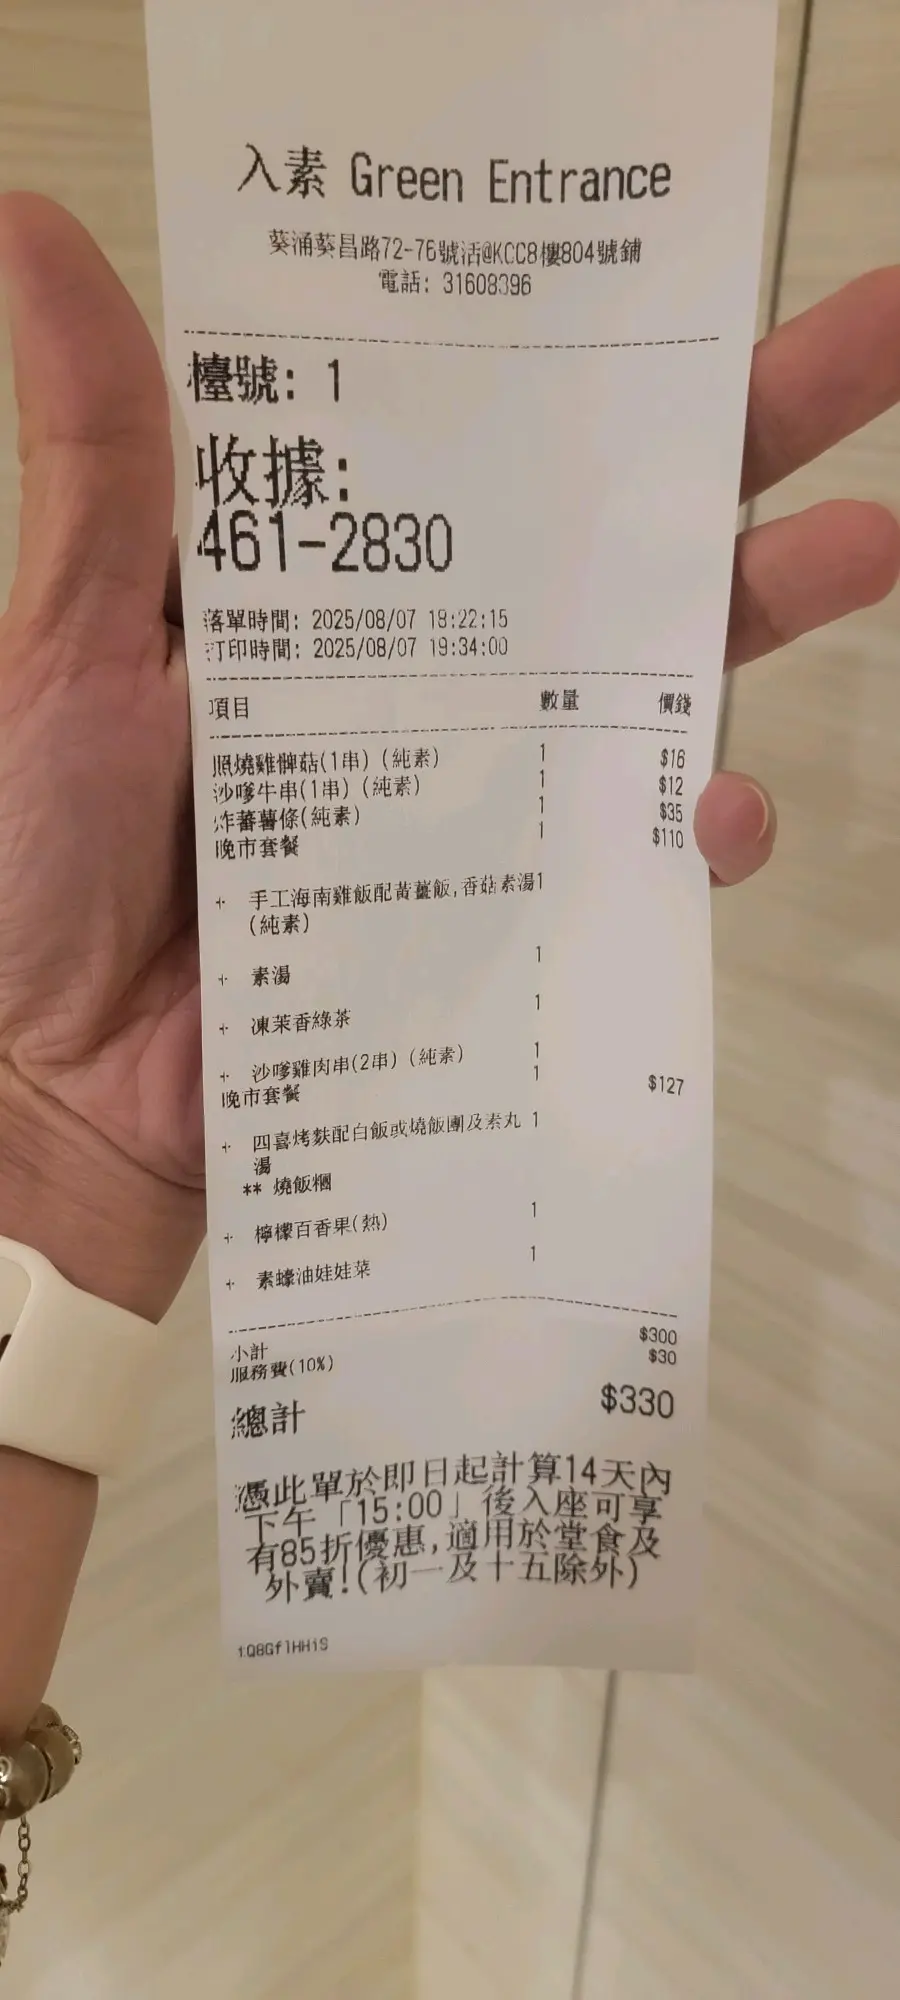 入素 Green Entrance
葵涌葵昌路72-76號活@KCC8樓804號鋪
電話: 31608396
檯號: 1
收據:
461-2830
落單時間: 2025/08/07 19:22:15
打印時間: 2025/08/07 19:34:00
項目 數量 價錢
照燒雞髀菇(1串) (純素) 1 $16
沙嗲牛串(1串) (純素) 1 $12
炸蕃薯條(純素) 1 $35
晚市套餐 1 $110
+ 手工海南雞飯配黃薑飯,香菇素湯 1
(純素)
+ 素湯 1
+ 凍茉香綠茶 1
+ 沙嗲雞肉串(2串) (純素) 1
晚市套餐 1 $127
+ 四喜烤麩配白飯或燒飯團及素丸 1
湯
** 燒飯糰
+ 檸檬百香果(熱) 1
+ 素蠔油娃娃菜 1
小計 $300
服務費(10%) $30
總計 $330
憑此單於即日起計算14天內
下午「15:00」後入座可享
有85折優惠,適用於堂食及
外賣!(初一及十五除外)
1Q8GflHHiS